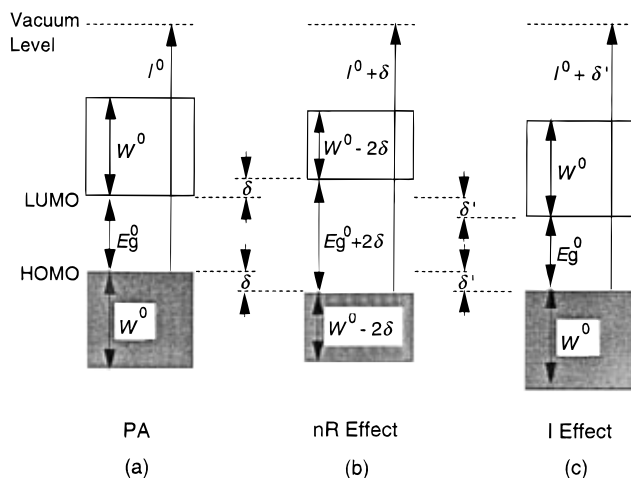 Vacuum
Level
I⁰ I⁰+δ I⁰ + δ'
W⁰ W⁰ - 2δ W⁰
δ
LUMO
δ'
Eg⁰ Eg⁰+2δ Eg⁰
HOMO
δ δ'
W⁰ W⁰ - 2δ W⁰
PA nR Effect I Effect
(a) (b) (c)